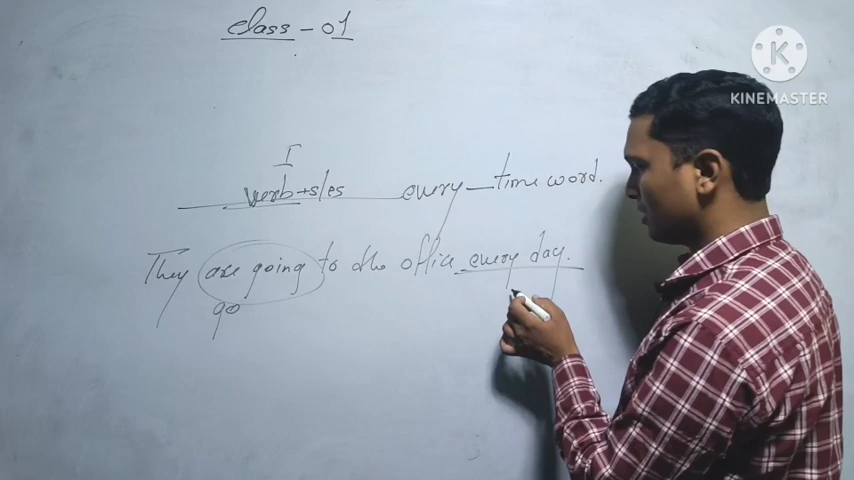 class - 01
KINEMASTER
I
verb+s/es every - time word.
They are going to the office every day.
go